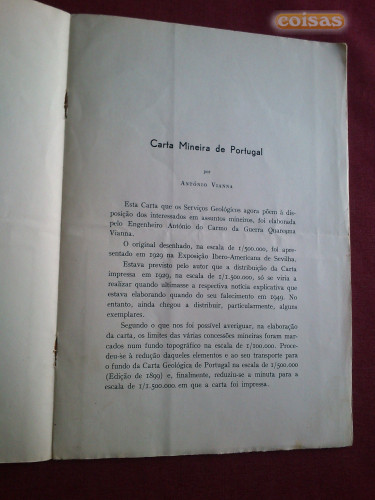 coisas
Carta Mineira de Portugal
por
António Vianna
Esta Carta que os Serviços Geológicos agora põem à dis-
posição dos interessados em assuntos mineiros, foi elaborada
pelo Engenheiro António do Carmo da Guerra Quaresma
Vianna.
O original desenhado, na escala de 1/500.000, foi apre-
sentado em 1929 na Exposição Ibero-Americana de Sevilha.
Estava previsto pelo autor que a distribuição da Carta
impressa em 1949, na escala de 1/1.500.000, só se viria a
realizar quando ultimasse a respectiva notícia explicativa que
estava elaborando quando do seu falecimento em 1949. No
entanto, ainda chegou a distribuir, particularmente, alguns
exemplares.
Segundo o que nos foi possível averiguar, na elaboração
da carta, os limites das várias concessões mineiras foram mar-
cados num fundo topográfico na escala de 1/100.000. Proce-
deu-se à redução daqueles elementos e ao seu transporte para
o fundo da Carta Geológica de Portugal na escala de 1/500.000
(Edição de 1899) e, finalmente, reduziu-se a minuta para a
escala de 1/1.500.000 em que a carta foi impressa.